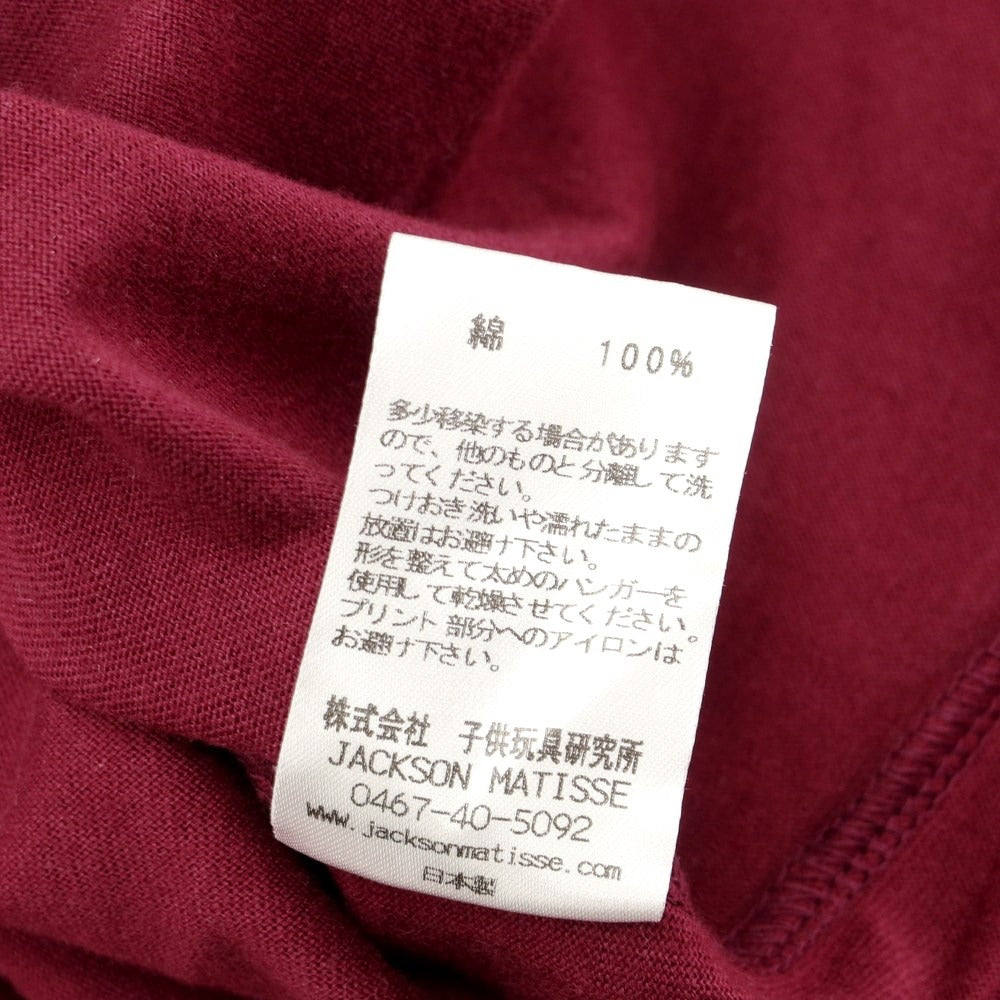 綿 100%
多少移染する場合があります
ので、他のものと分離して洗
ってください。
つけおき洗いや濡れたままの
放置はお避け下さい。
形を整えて太めのハンガーを
使用して乾燥させてください。
プリント部分へのアイロンは
お避け下さい。
株式会社 子供玩具研究所
JACKSON MATISSE
0467-40-5092
www.jacksonmatisse.com
日本製